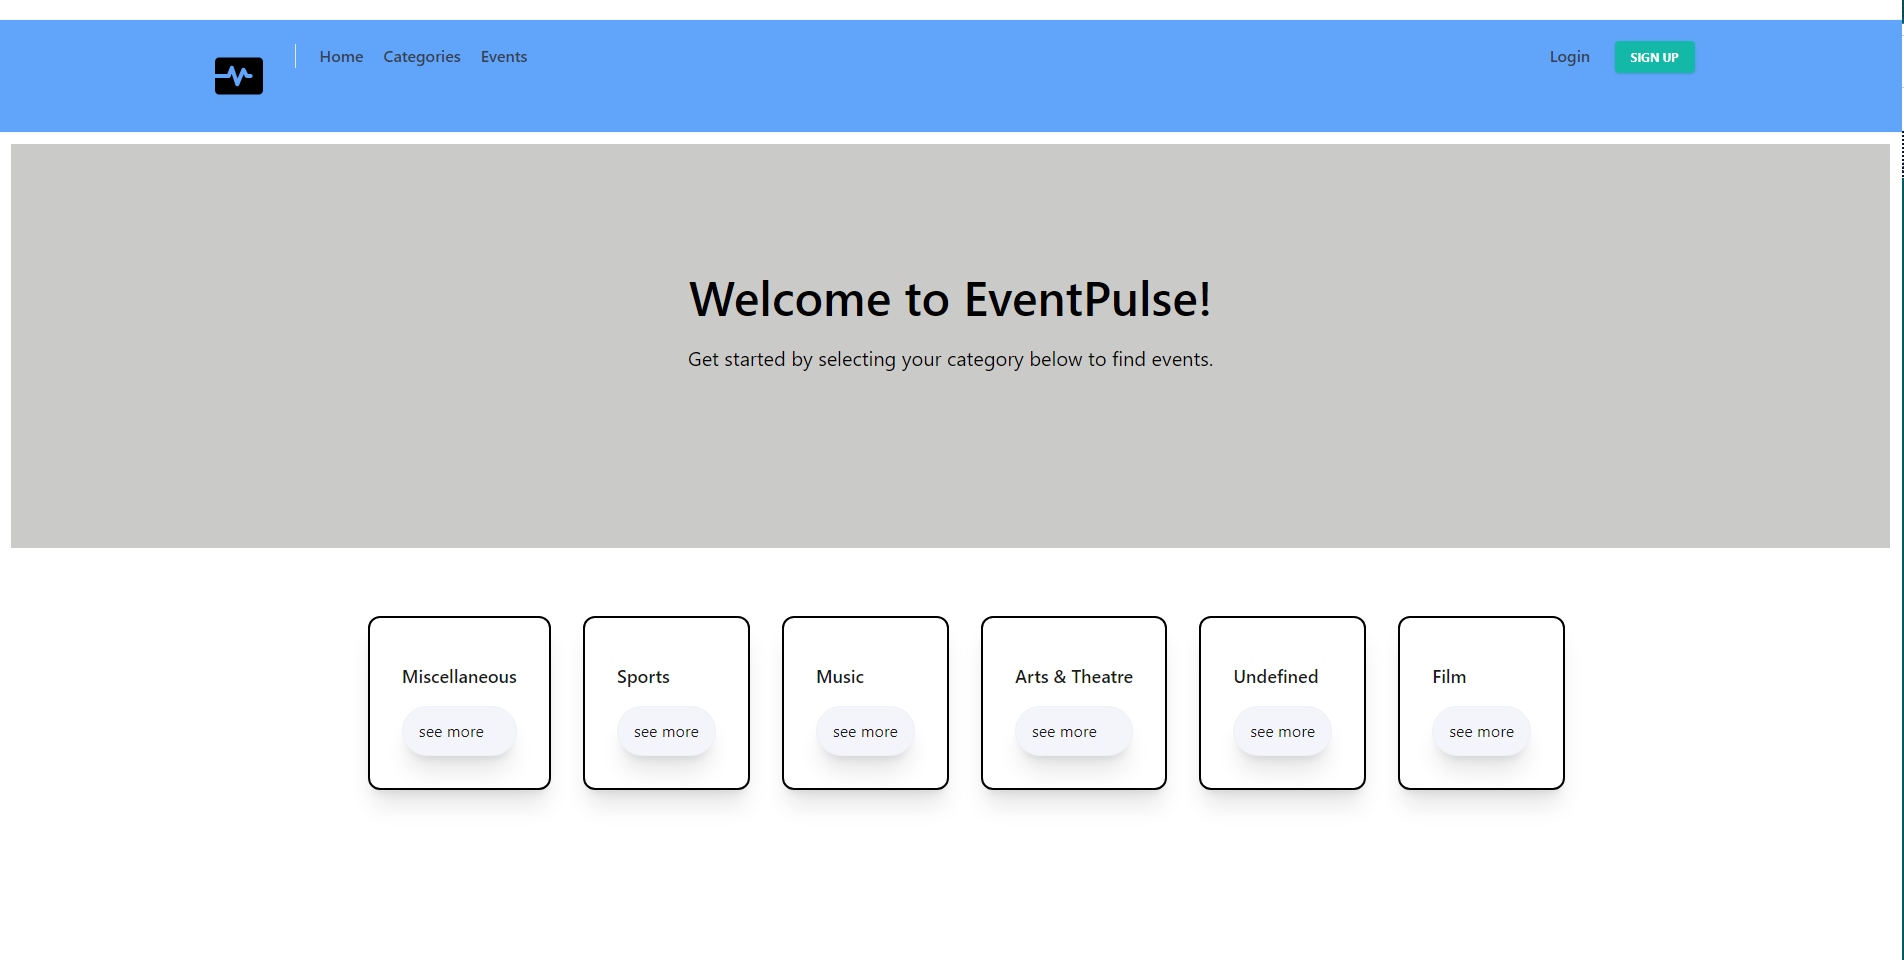 Home Categories Events Login SIGN UP
Welcome to EventPulse!
Get started by selecting your category below to find events.
Miscellaneous Sports Music Arts & Theatre Undefined Film
see more see more see more see more see more see more